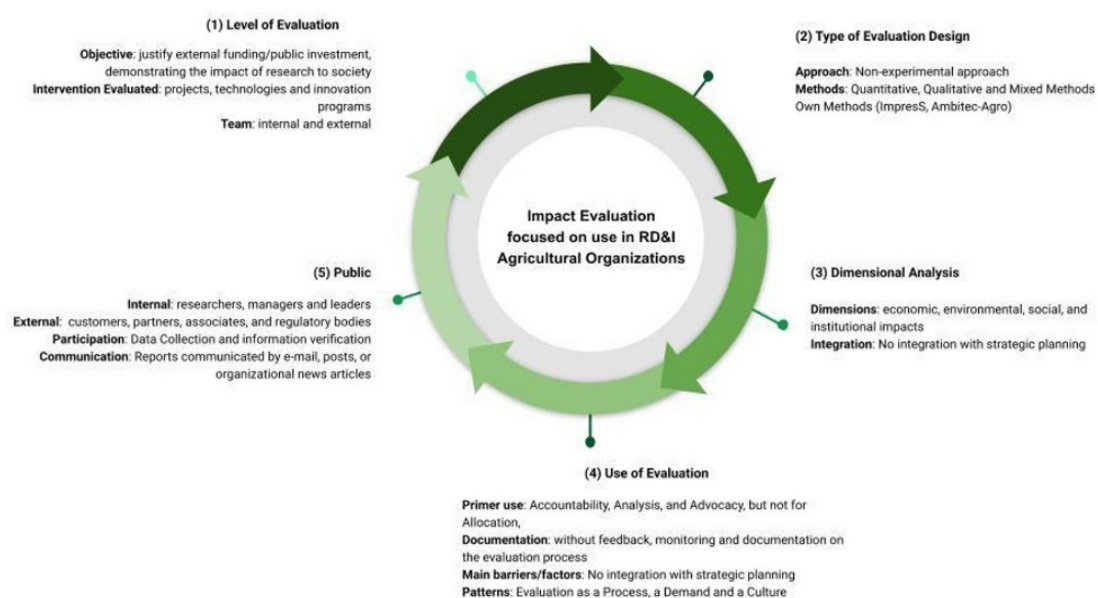 (1) Level of Evaluation
Objective: justify external funding/public investment,
demonstrating the impact of research to society
Intervention Evaluated: projects, technologies and innovation
programs
Team: internal and external
(2) Type of Evaluation Design
Approach: Non-experimental approach
Methods: Quantitative, Qualitative and Mixed Methods
Own Methods (ImpresS, Ambitec-Agro)
Impact Evaluation
focused on use in RD&I
Agricultural Organizations
(3) Dimensional Analysis
Dimensions: economic, environmental, social, and
institutional impacts
Integration: No integration with strategic planning
(4) Use of Evaluation
Primer use: Accountability, Analysis, and Advocacy, but not for
Allocation,
Documentation: without feedback, monitoring and documentation on
the evaluation process
Main barriers/factors: No integration with strategic planning
Patterns: Evaluation as a Process, a Demand and a Culture
(5) Public
Internal: researchers, managers and leaders
External: customers, partners, associates, and regulatory bodies
Participation: Data Collection and information verification
Communication: Reports communicated by e-mail, posts, or
organizational news articles